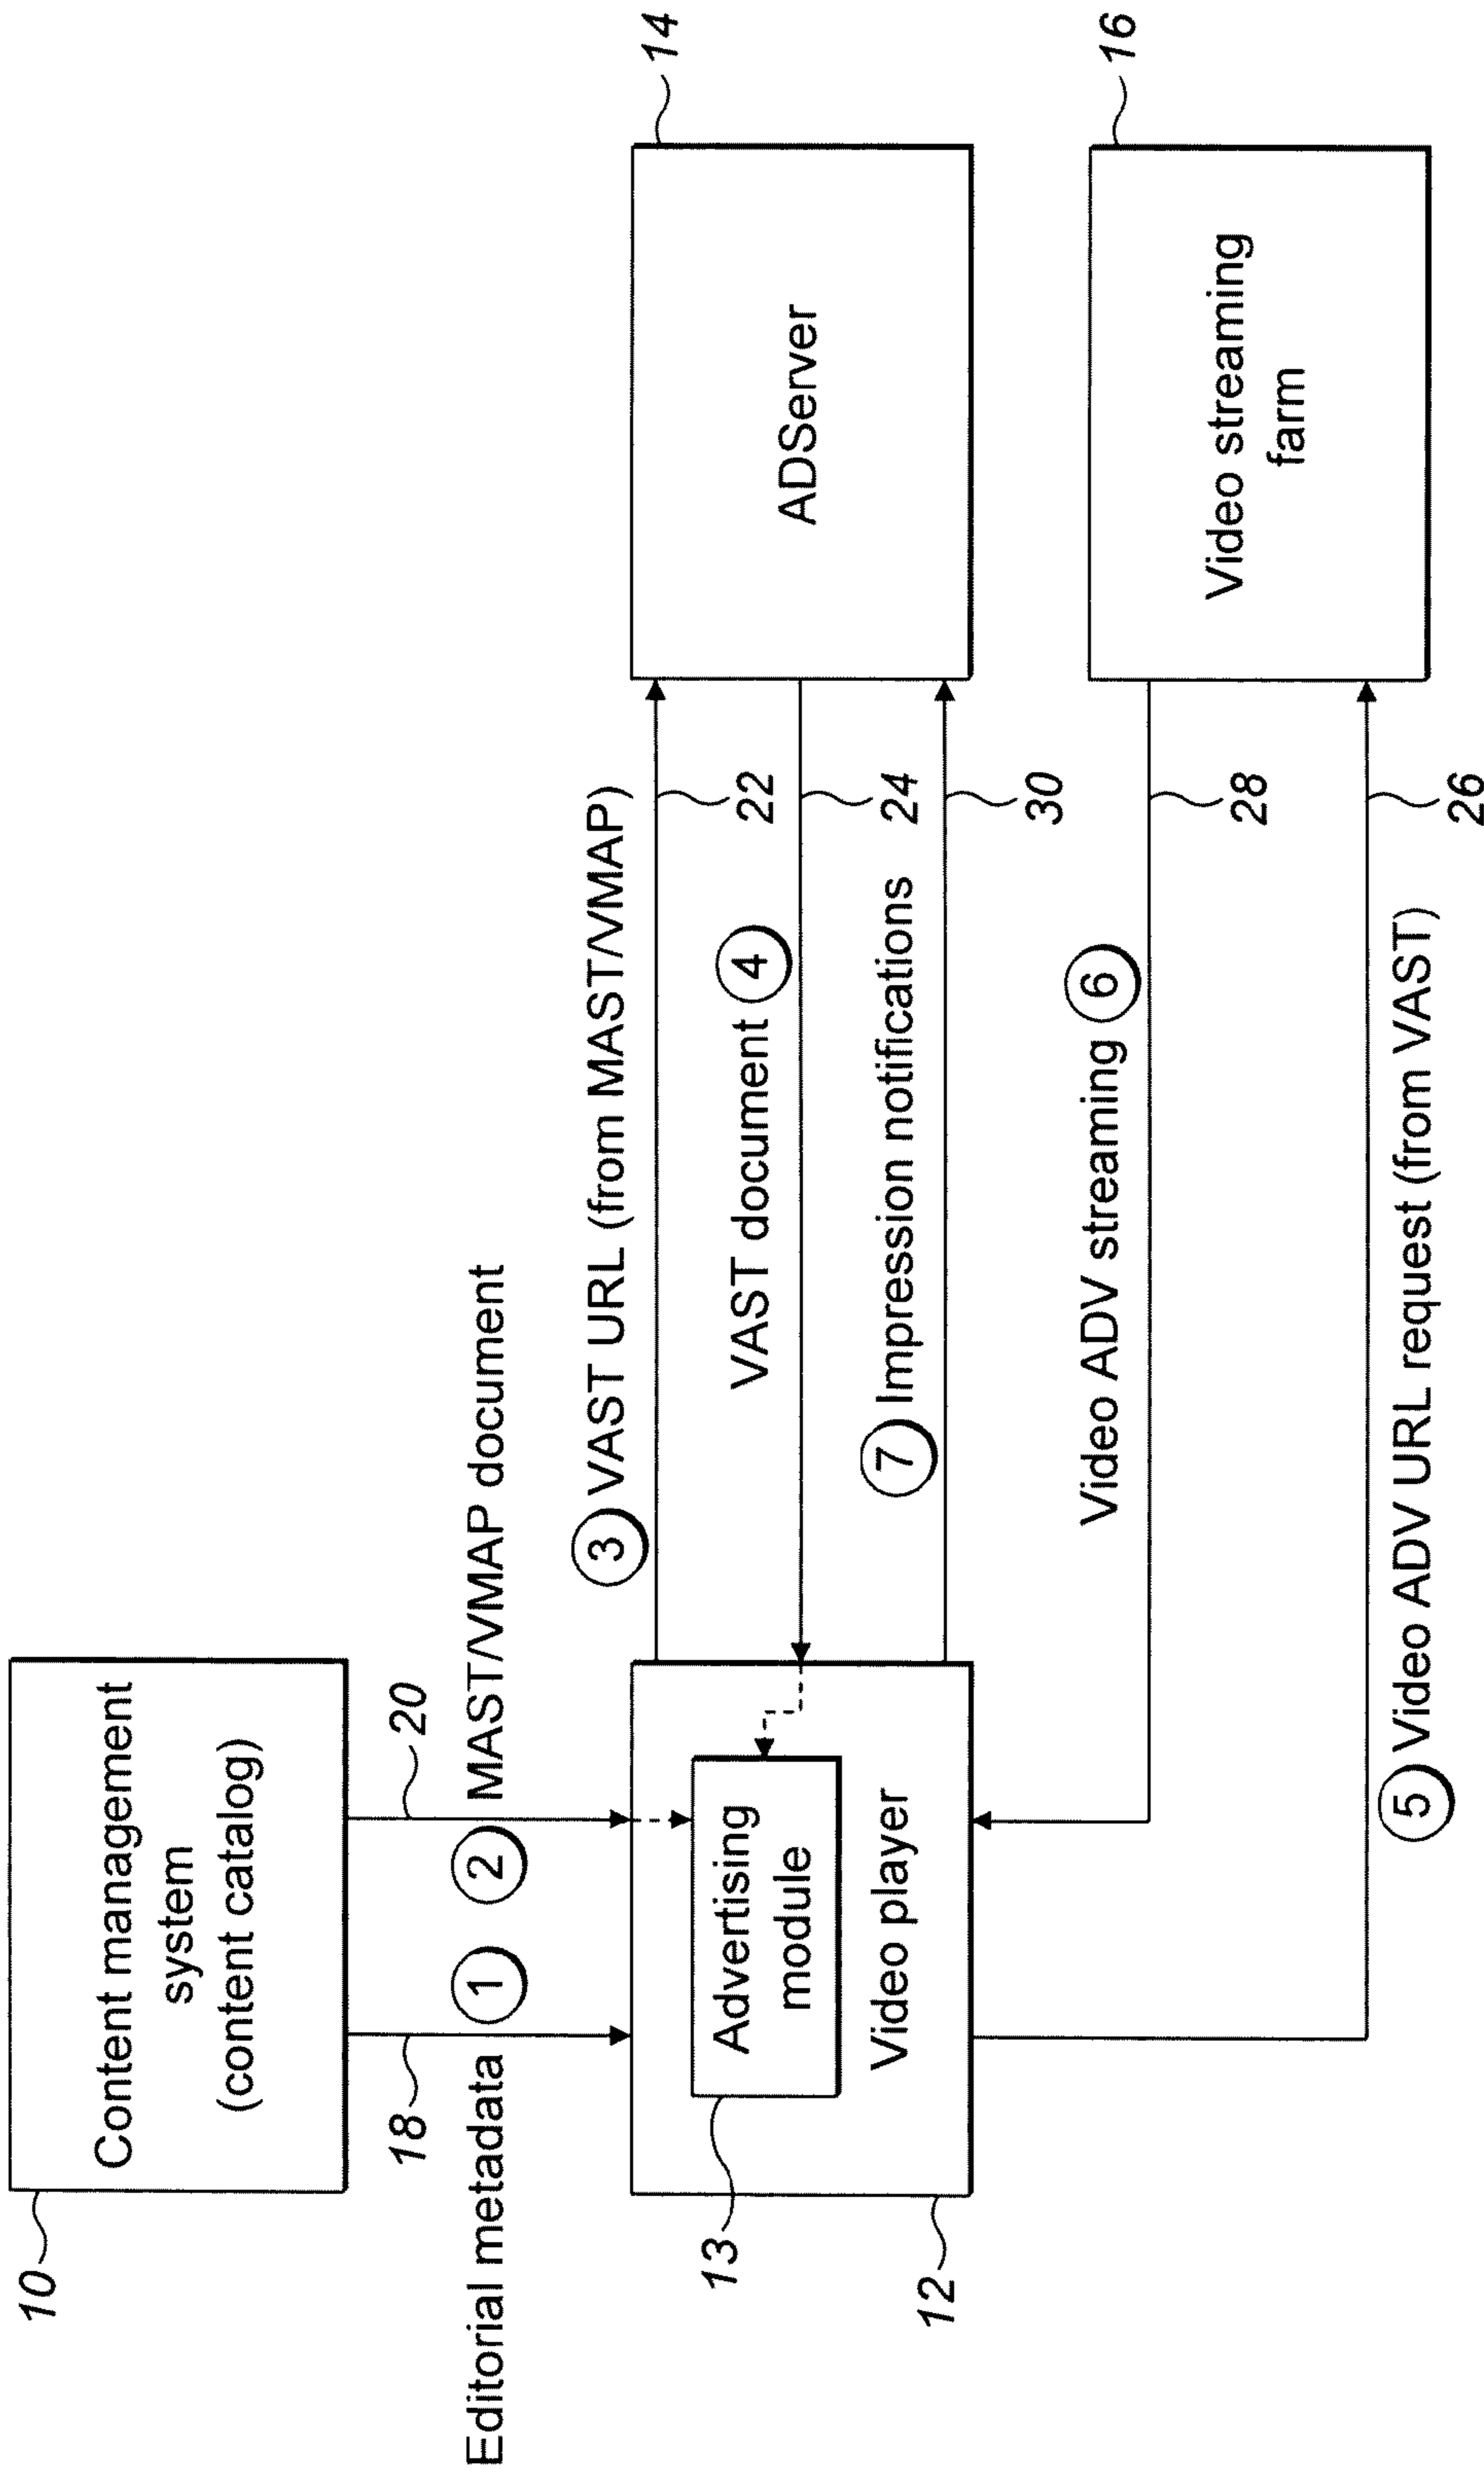 10
Content management
system
(content catalog)
18
20
Editorial metadata
1
2
MAST/VMAP document
13
Advertising
module
Video player
12
3
VAST URL (from MAST/VMAP)
22
VAST document
4
24
7
Impression notifications
30
ADServer
14
Video ADV streaming
6
28
5
Video ADV URL request (from VAST)
26
Video streaming
farm
16